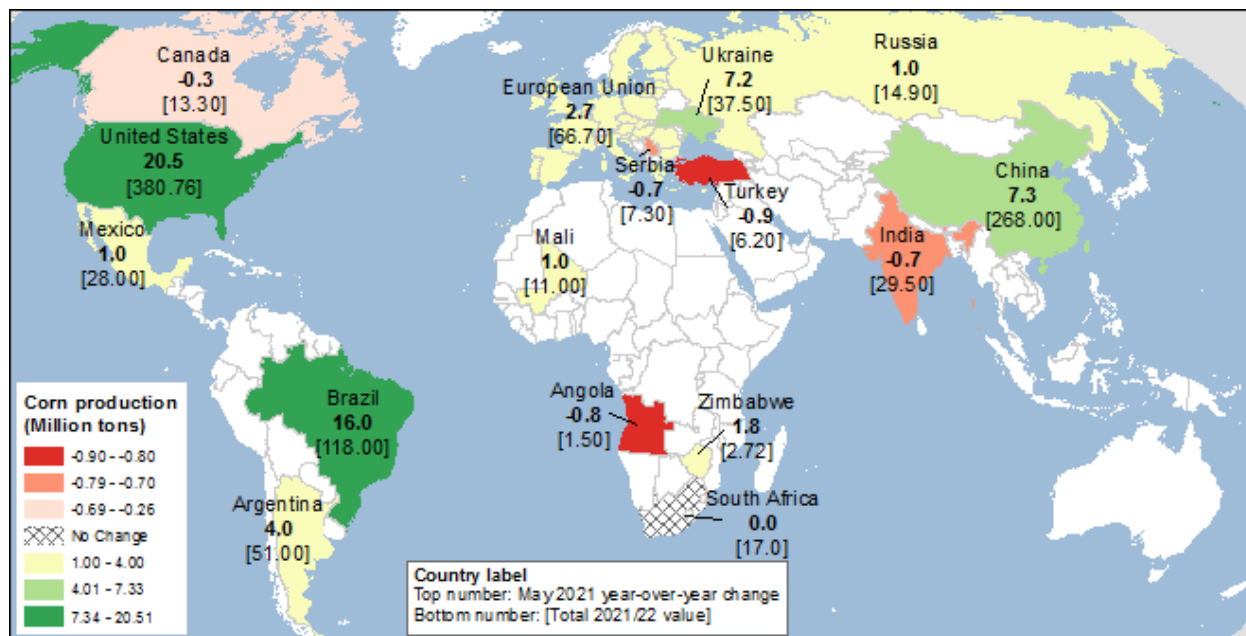 Canada
-0.3
[13.30]
United States
20.5
[380.76]
Mexico
1.0
[28.00]
Brazil
16.0
[118.00]
Argentina
4.0
[51.00]
European Union
2.7
[66.70]
Ukraine
7.2
[37.50]
Russia
1.0
[14.90]
Serbia
-0.7
[7.30]
Turkey
-0.9
[6.20]
China
7.3
[268.00]
India
-0.7
[29.50]
Mali
1.0
[11.00]
Angola
-0.8
[1.50]
Zimbabwe
1.8
[2.72]
South Africa
0.0
[17.0]
Corn production
(Million tons)
-0.90 - -0.80
-0.79 - -0.70
-0.69 - -0.26
No Change
1.00 - 4.00
4.01 - 7.33
7.34 - 20.51
Country label
Top number: May 2021 year-over-year change
Bottom number: [Total 2021/22 value]